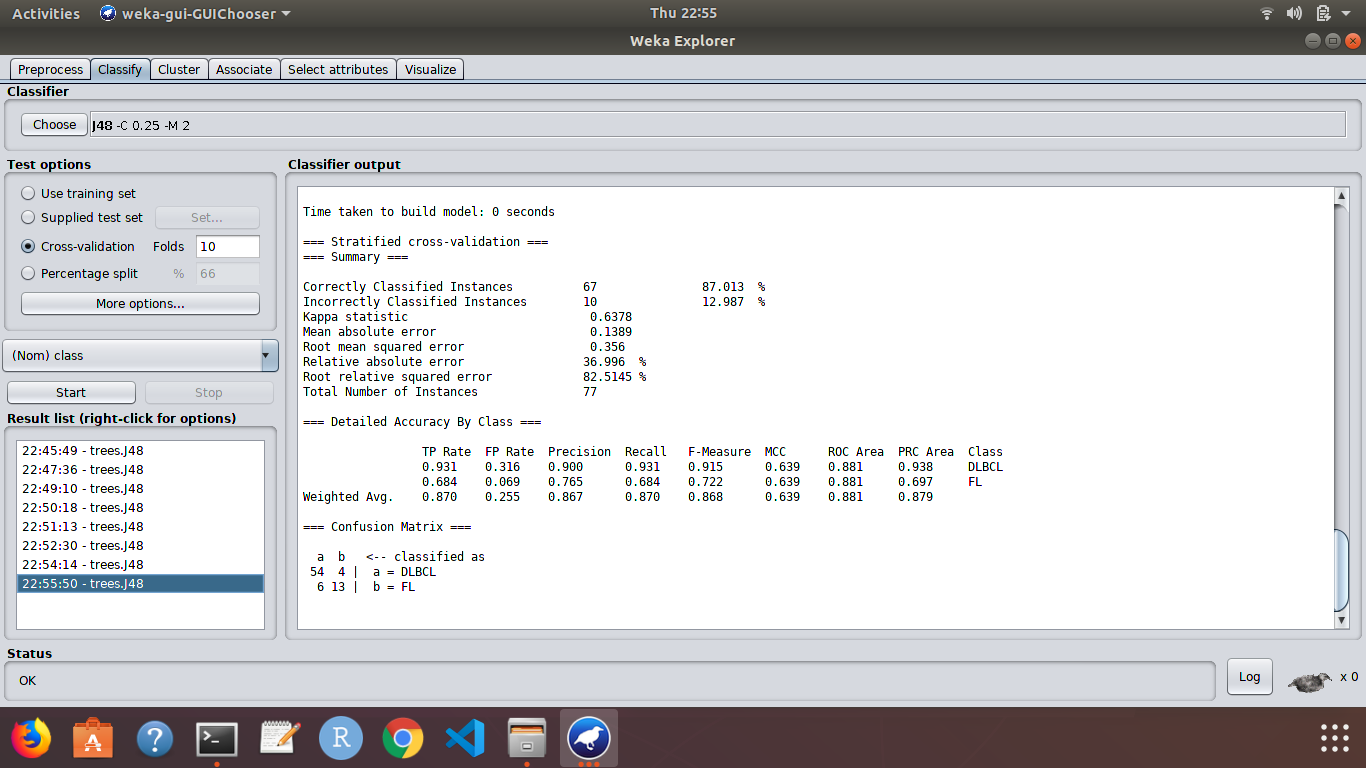 Activities weka-gui-GUIChooser Thu 22:55
Weka Explorer
Preprocess Classify Cluster Associate Select attributes Visualize
Classifier
Choose J48 -C 0.25 -M 2
Test options
Use training set
Supplied test set Set...
Cross-validation Folds 10
Percentage split % 66
More options...
(Nom) class
Start Stop
Result list (right-click for options)
22:45:49 - trees.J48
22:47:36 - trees.J48
22:49:10 - trees.J48
22:50:18 - trees.J48
22:51:13 - trees.J48
22:52:30 - trees.J48
22:54:14 - trees.J48
22:55:50 - trees.J48
Classifier output
Time taken to build model: 0 seconds
=== Stratified cross-validation ===
=== Summary ===
Correctly Classified Instances 67 87.013 %
Incorrectly Classified Instances 10 12.987 %
Kappa statistic 0.6378
Mean absolute error 0.1389
Root mean squared error 0.356
Relative absolute error 36.996 %
Root relative squared error 82.5145 %
Total Number of Instances 77
=== Detailed Accuracy By Class ===
TP Rate FP Rate Precision Recall F-Measure MCC ROC Area PRC Area Class
0.931 0.316 0.900 0.931 0.915 0.639 0.881 0.938 DLBCL
0.684 0.069 0.765 0.684 0.722 0.639 0.881 0.697 FL
Weighted Avg. 0.870 0.255 0.867 0.870 0.868 0.639 0.881 0.879
=== Confusion Matrix ===
a b <-- classified as
54 4 | a = DLBCL
6 13 | b = FL
Status
OK
Log x 0
A ? >_ R